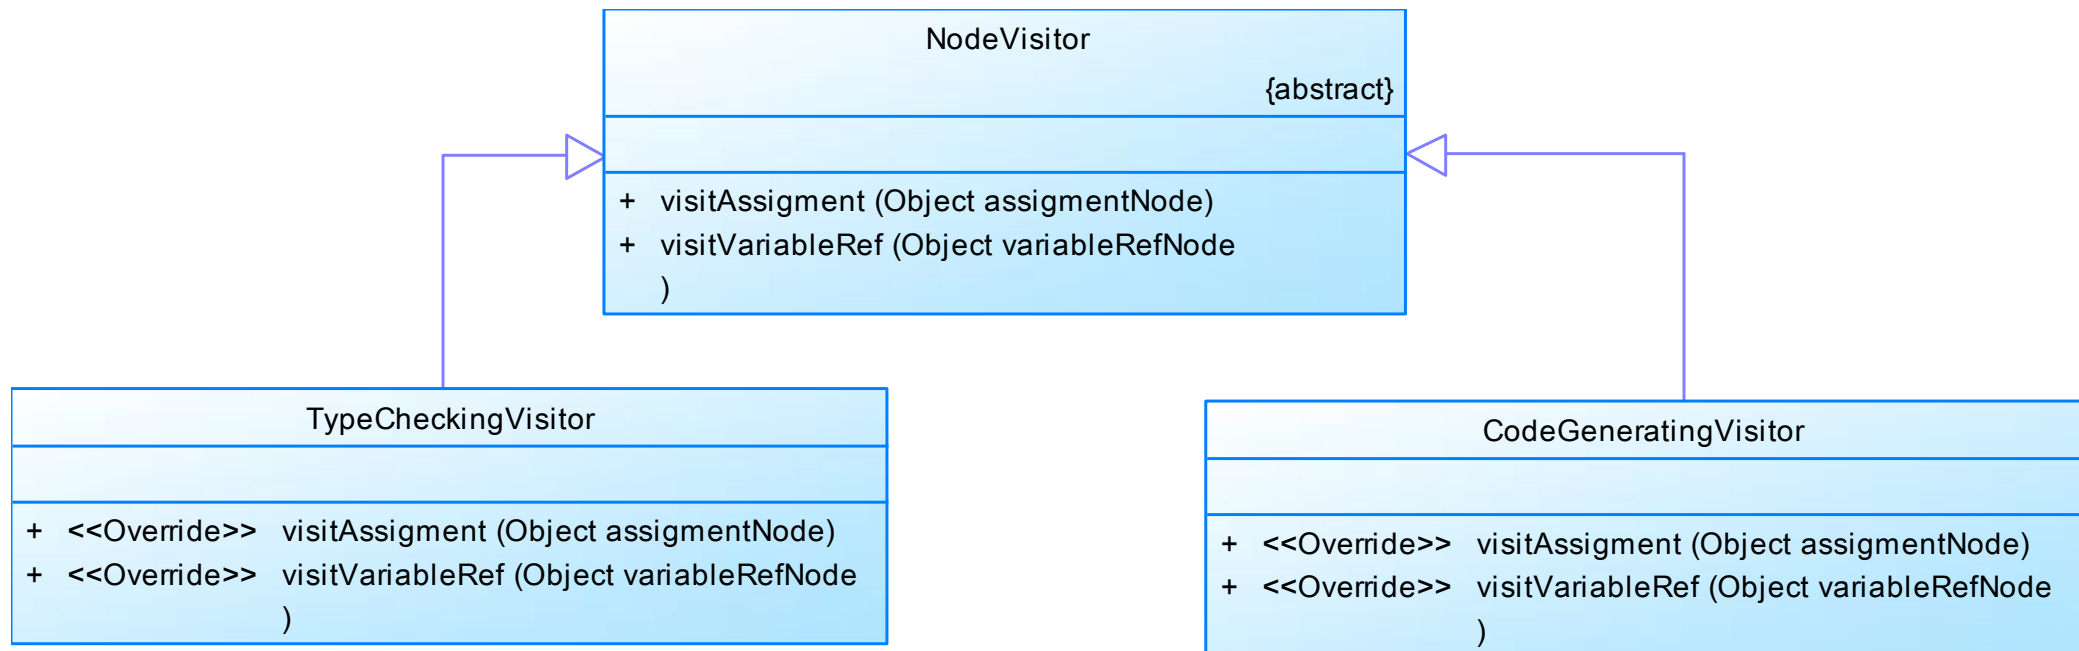 NodeVisitor
{abstract}
+ visitAssigment (Object assigmentNode)
+ visitVariableRef (Object variableRefNode
)
TypeCheckingVisitor
+ <<Override>> visitAssigment (Object assigmentNode)
+ <<Override>> visitVariableRef (Object variableRefNode
)
CodeGeneratingVisitor
+ <<Override>> visitAssigment (Object assigmentNode)
+ <<Override>> visitVariableRef (Object variableRefNode
)